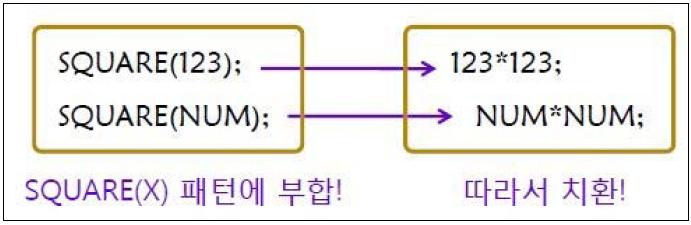 SQUARE(123); 123*123;
SQUARE(NUM); NUM*NUM;
SQUARE(X) 패턴에 부합! 따라서 치환!